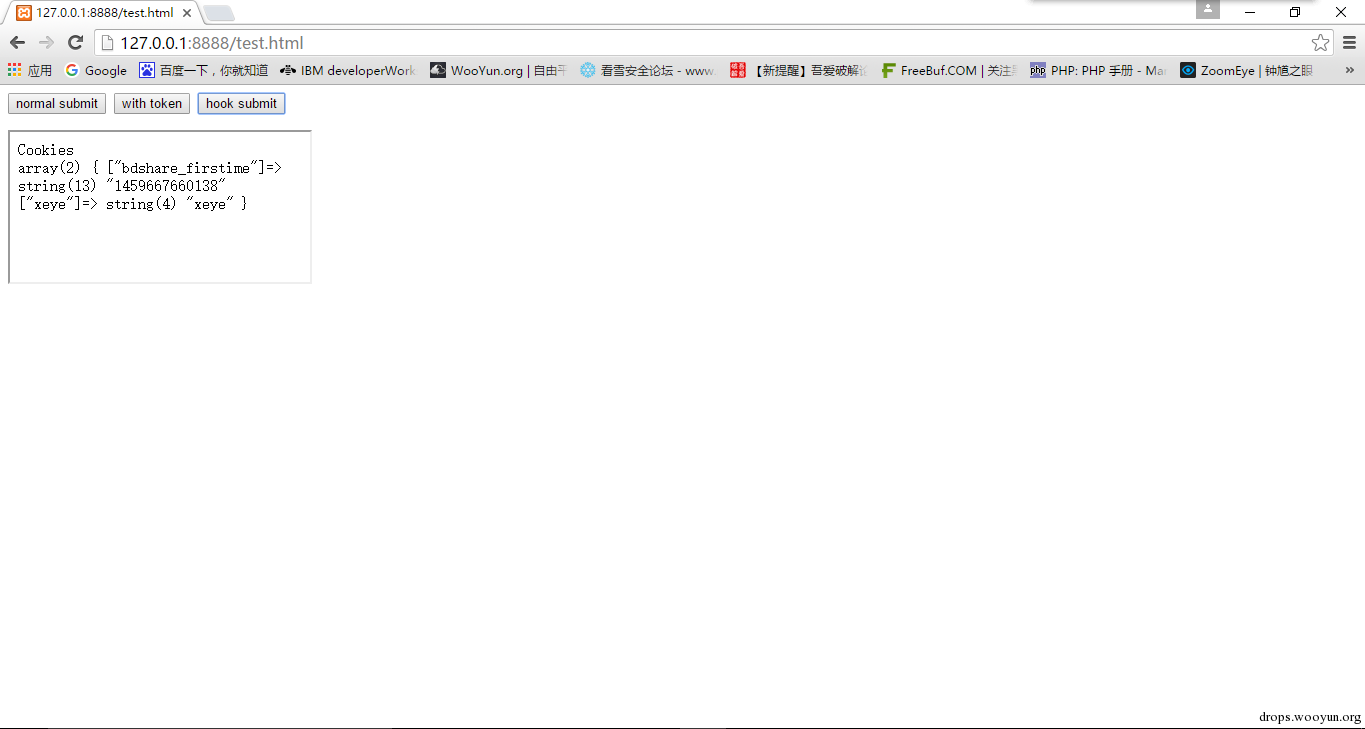 127.0.0.1:8888/test.html
127.0.0.1:8888/test.html
应用 Google 百度一下，你就知道 IBM developerWork WooYun.org | 自由平 看雪安全论坛 - www. 【新提醒】吾爱破解论 FreeBuf.COM | 关注 php PHP: PHP 手册 - Ma ZoomEye | 钟馗之眼 »
normal submit with token hook submit
Cookies
array(2) { ["bdshare_firstime"]=>
string(13) "1459667660138"
["xeye"]=> string(4) "xeye" }
drops.wooyun.org